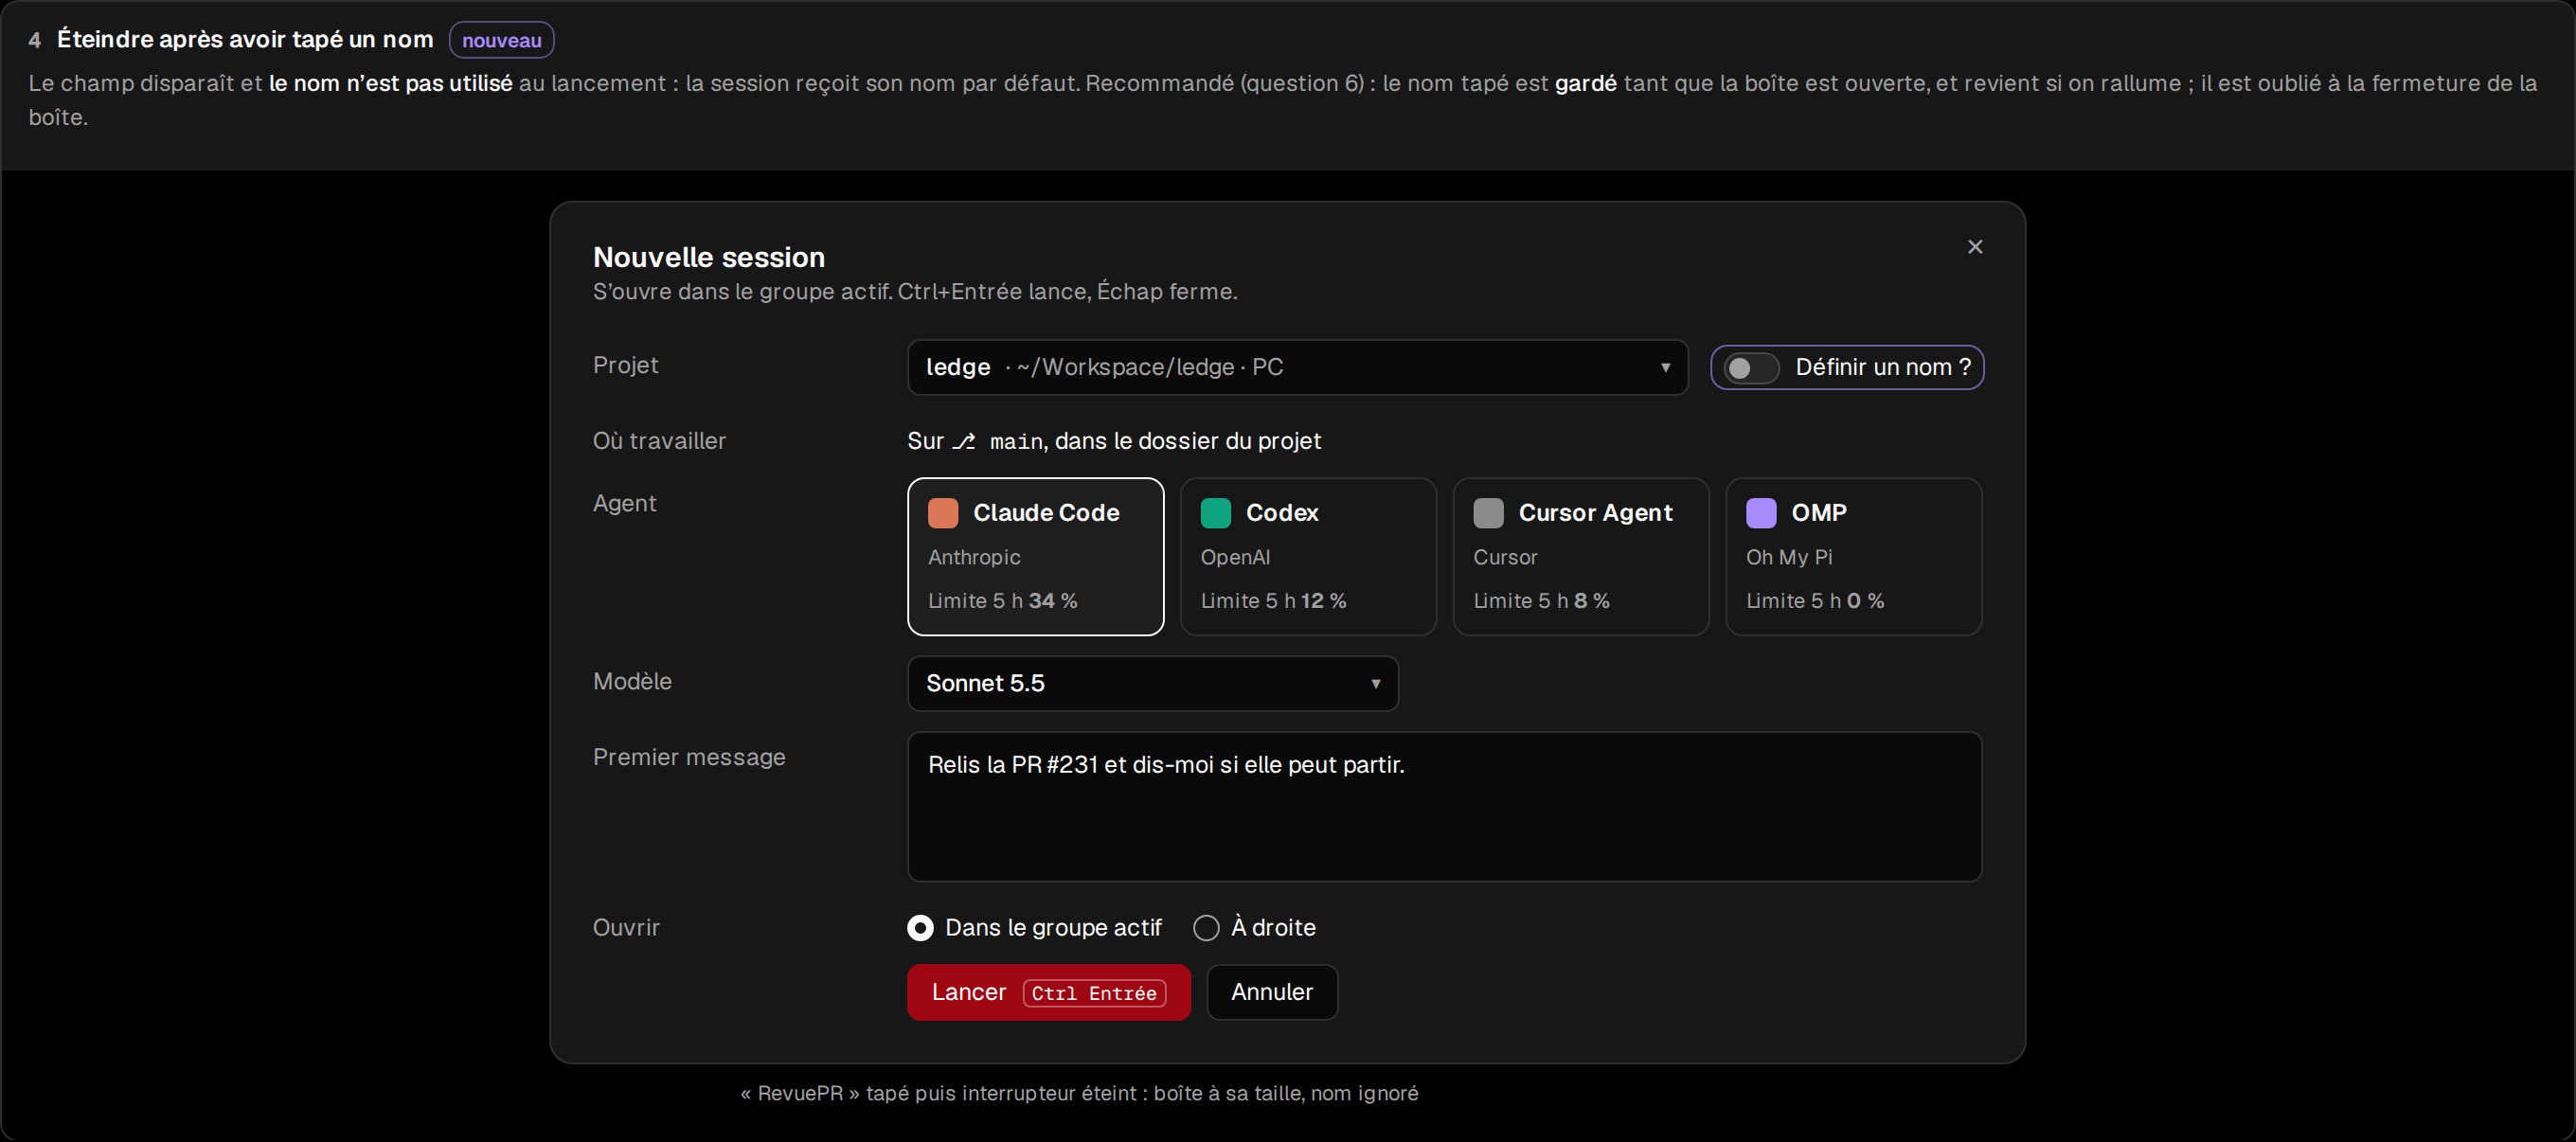 4 Éteindre après avoir tapé un nom nouveau
Le champ disparaît et le nom n’est pas utilisé au lancement : la session reçoit son nom par défaut. Recommandé (question 6) : le nom tapé est gardé tant que la boîte est ouverte, et revient si on rallume ; il est oublié à la fermeture de la
boîte.
Nouvelle session
✕
S’ouvre dans le groupe actif. Ctrl+Entrée lance, Échap ferme.
Projet
ledge · ~/Workspace/ledge · PC ▾
Définir un nom ?
Où travailler
Sur ⎇ main, dans le dossier du projet
Agent
Claude Code
Anthropic
Limite 5 h 34 %
Codex
OpenAI
Limite 5 h 12 %
Cursor Agent
Cursor
Limite 5 h 8 %
OMP
Oh My Pi
Limite 5 h 0 %
Modèle
Sonnet 5.5 ▾
Premier message
Relis la PR #231 et dis-moi si elle peut partir.
Ouvrir
Dans le groupe actif
À droite
Lancer Ctrl Entrée
Annuler
« RevuePR » tapé puis interrupteur éteint : boîte à sa taille, nom ignoré